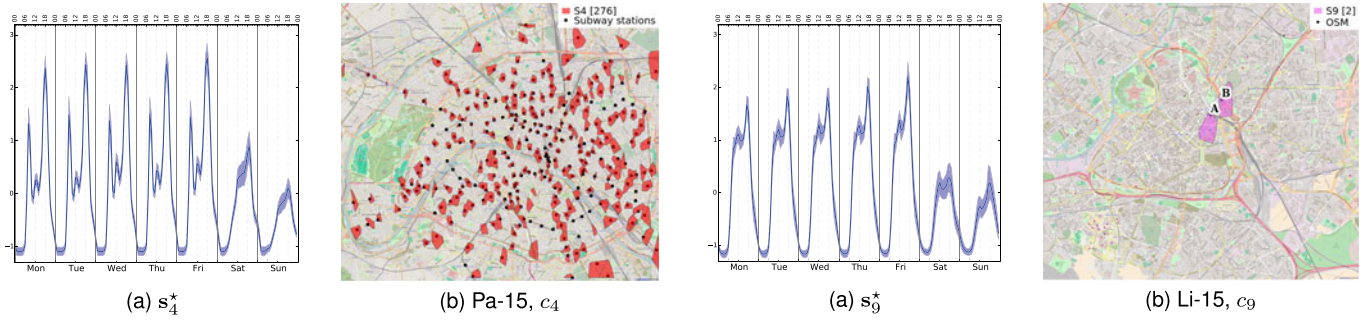 00 06 12 18 00 06 12 18 00 06 12 18 00 06 12 18 00 06 12 18 00 06 12 18 00 06 12 18 00
3
2
1
0
−1
Mon Tue Wed Thu Fri Sat Sun
(a) s₄⋆
S4 [276]
Subway stations
(b) Pa-15, c₄
00 06 12 18 00 06 12 18 00 06 12 18 00 06 12 18 00 06 12 18 00 06 12 18 00 06 12 18 00
3
2
1
0
−1
Mon Tue Wed Thu Fri Sat Sun
(a) s₉⋆
S9 [2]
OSM
B
A
(b) Li-15, c₉